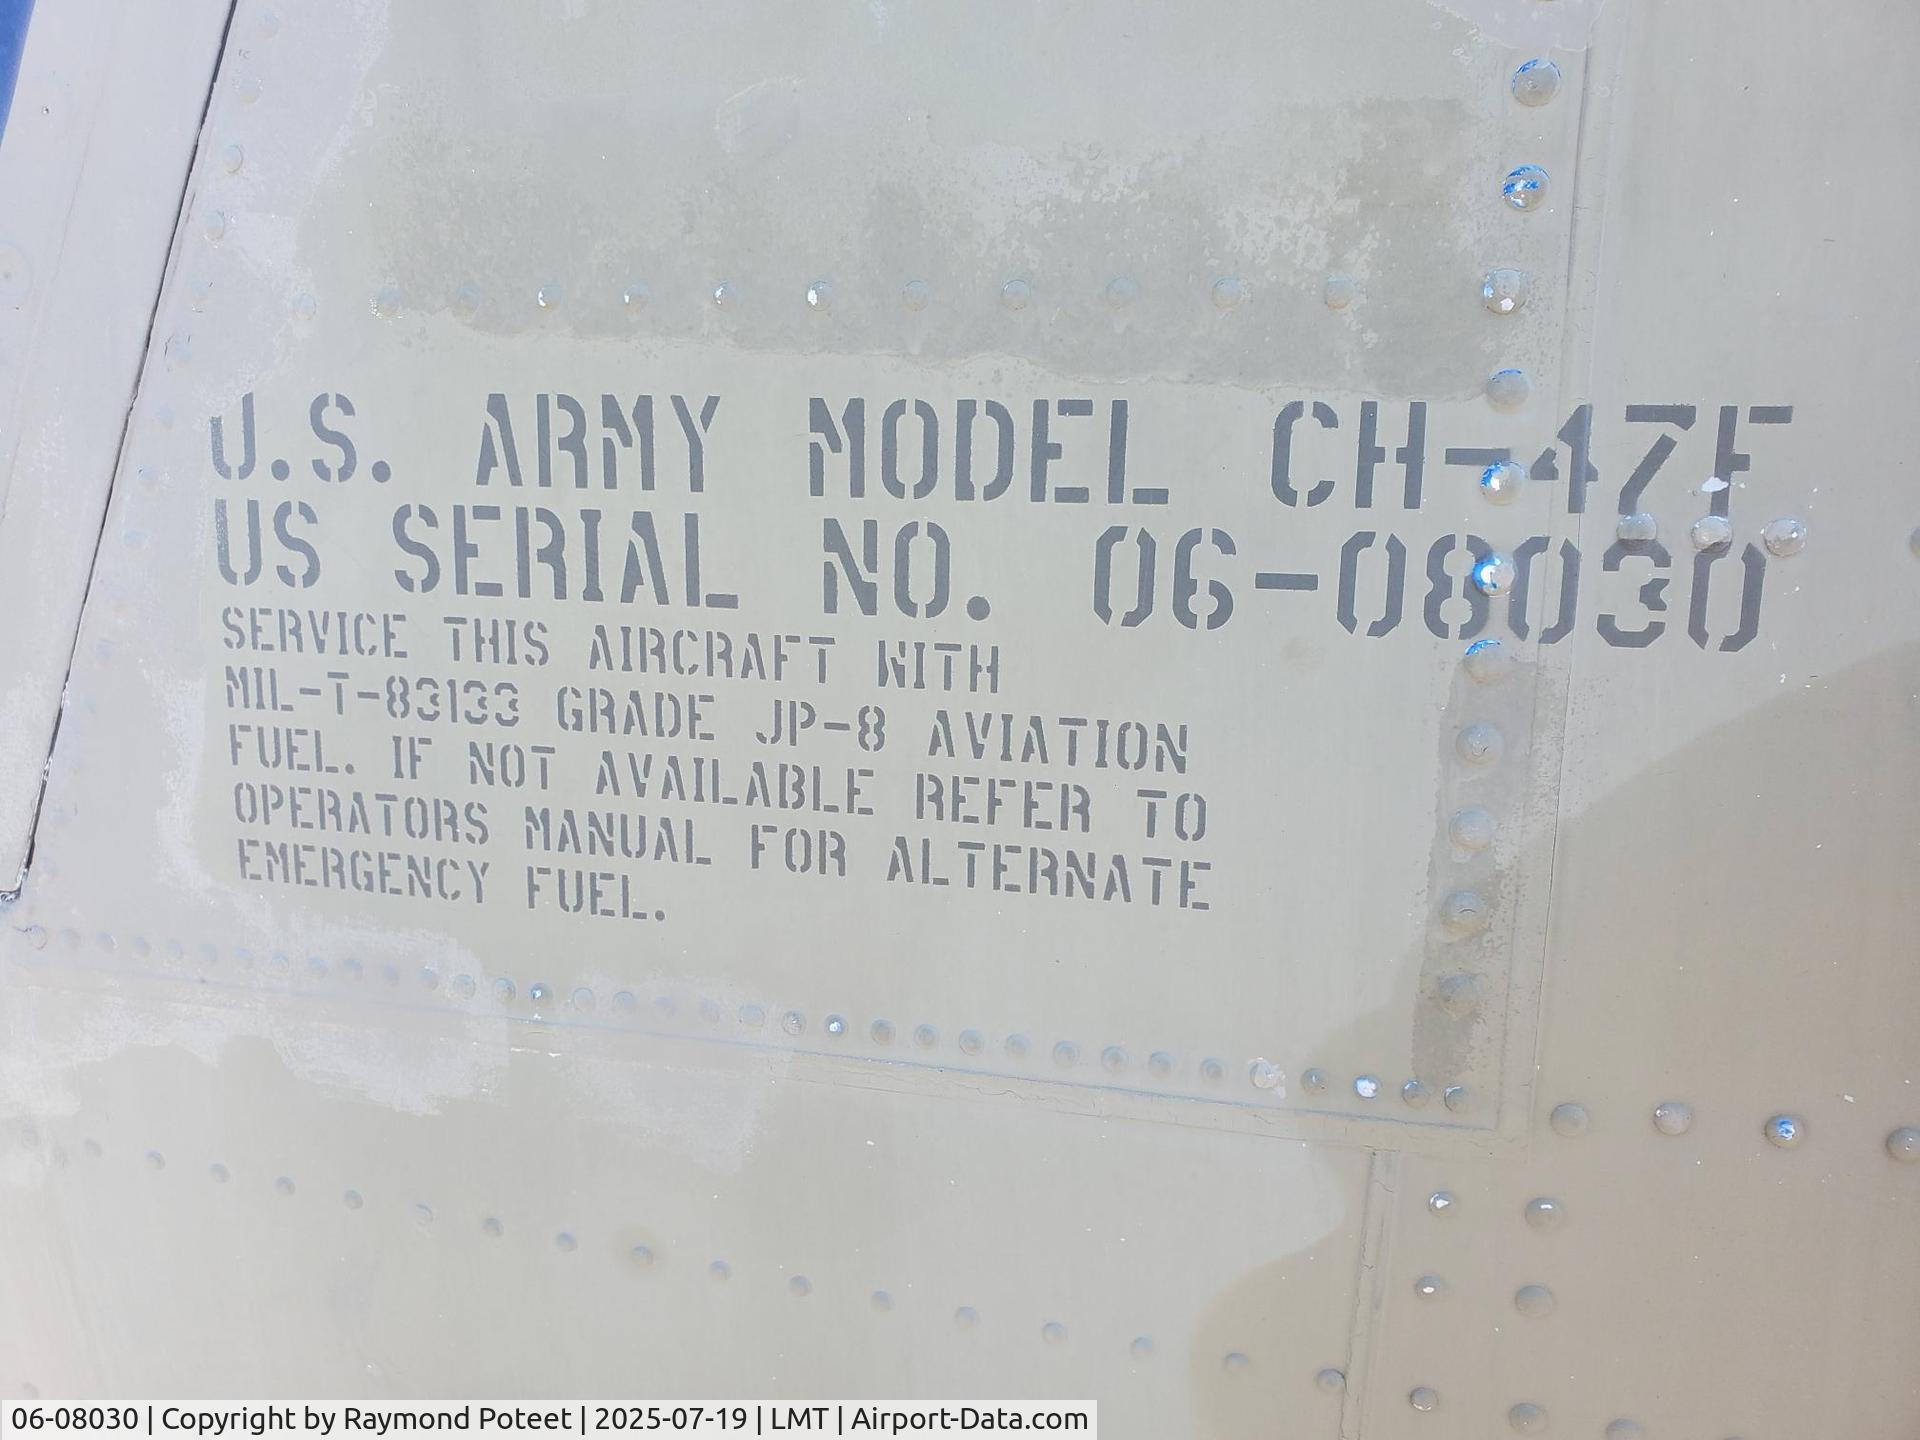 U.S. ARMY MODEL CH-47F
US SERIAL NO. 06-08030
SERVICE THIS AIRCRAFT WITH
MIL-T-83133 GRADE JP-8 AVIATION
FUEL. IF NOT AVAILABLE REFER TO
OPERATORS MANUAL FOR ALTERNATE
EMERGENCY FUEL.
06-08030 | Copyright by Raymond Poteet | 2025-07-19 | LMT | Airport-Data.com